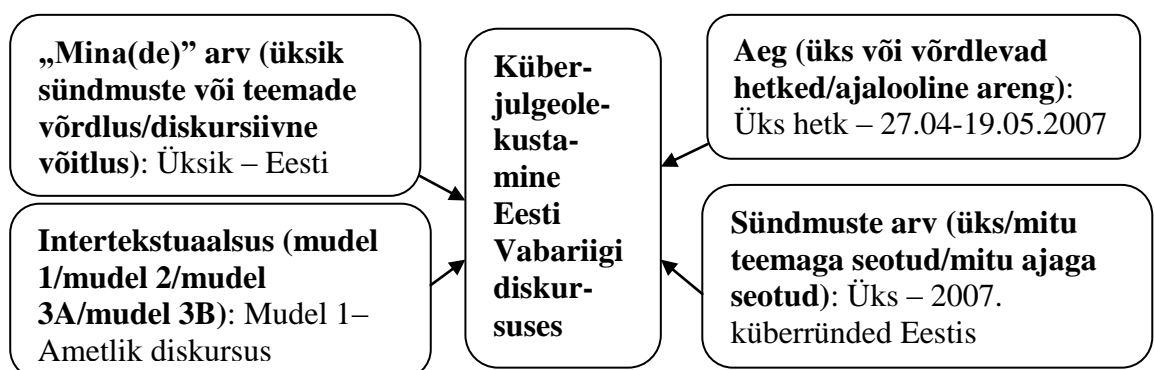 „Mina(de)” arv (üksik
sündmuste või teemade
võrdlus/diskursiivne
võitlus): Üksik – Eesti
Intertekstuaalsus (mudel
1/mudel 2/mudel
3A/mudel 3B): Mudel 1–
Ametlik diskursus
Küber-
julgeole-
kusta-
mine
Eesti
Vabariigi
diskur-
suses
Aeg (üks või võrdlevad
hetked/ajalooline areng):
Üks hetk – 27.04-19.05.2007
Sündmuste arv (üks/mitu
teemaga seotud/mitu ajaga
seotud): Üks – 2007.
küberründed Eestis